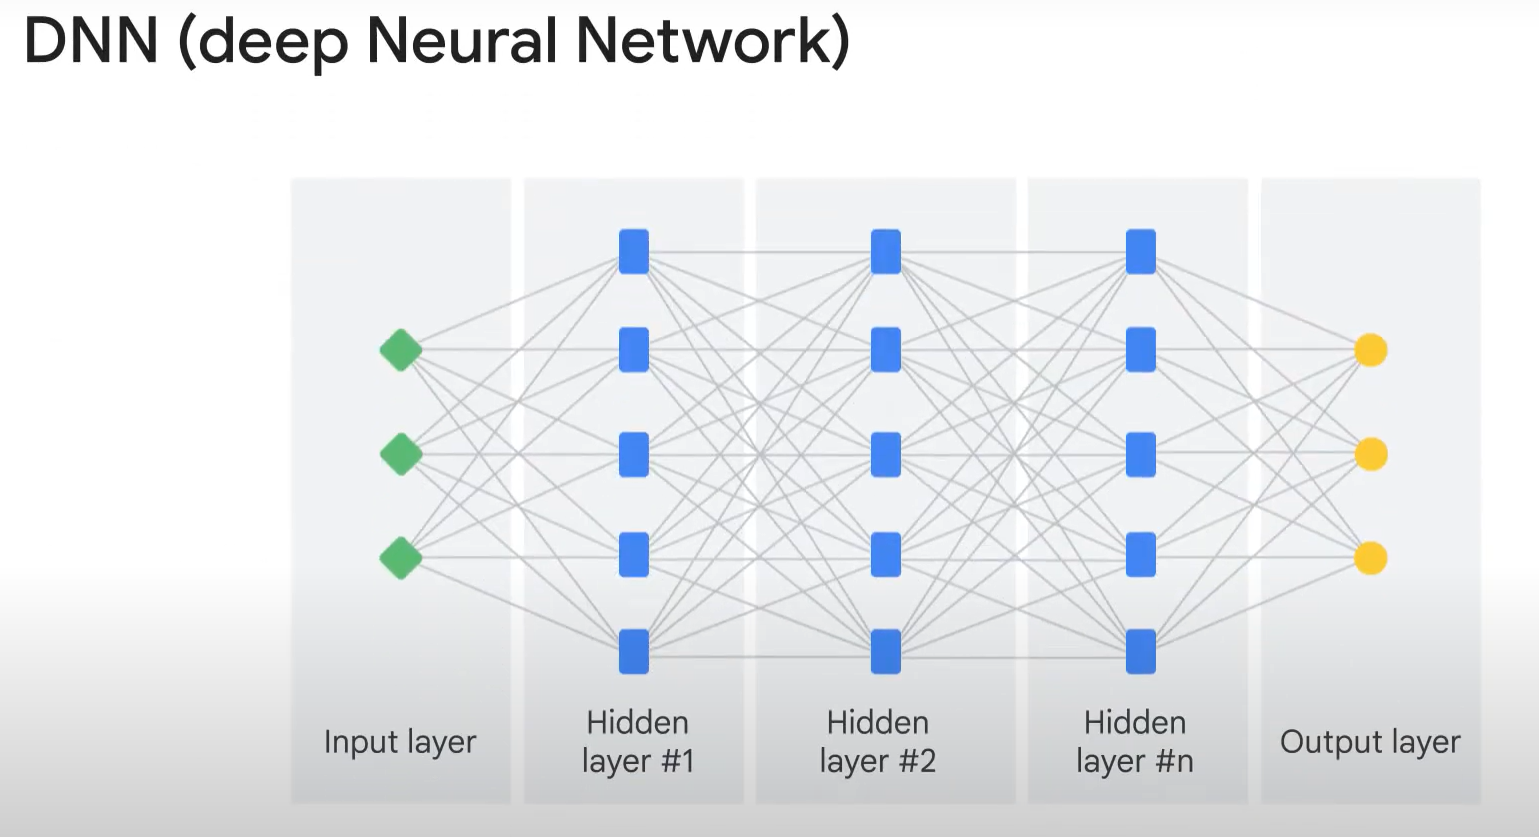 DNN (deep Neural Network)
Input layer
Hidden
layer #1
Hidden
layer #2
Hidden
layer #n
Output layer